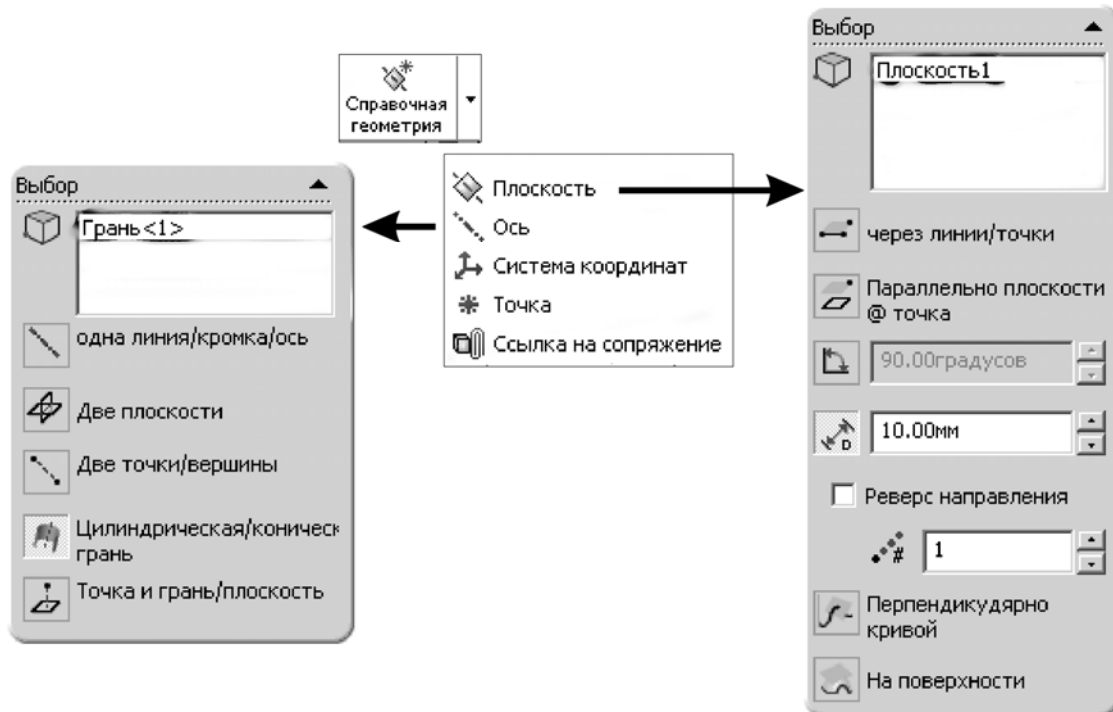 Справочная
геометрия
Выбор
Грань<1>
одна линия/кромка/ось
Две плоскости
Две точки/вершины
Цилиндрическая/коническ
грань
Точка и грань/плоскость
Плоскость
Ось
Система координат
Точка
Ссылка на сопряжение
Выбор
Плоскость1
через линии/точки
Параллельно плоскости
@ точка
90.00градусов
10.00мм
D
Реверс направления
#
1
Перпендикудярно
кривой
На поверхности